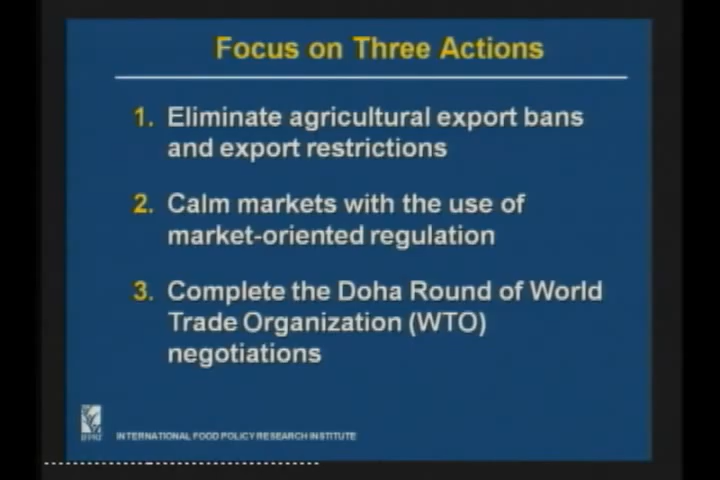 Focus on Three Actions
1. Eliminate agricultural export bans
and export restrictions
2. Calm markets with the use of
market-oriented regulation
3. Complete the Doha Round of World
Trade Organization (WTO)
negotiations
IFPRI
INTERNATIONAL FOOD POLICY RESEARCH INSTITUTE